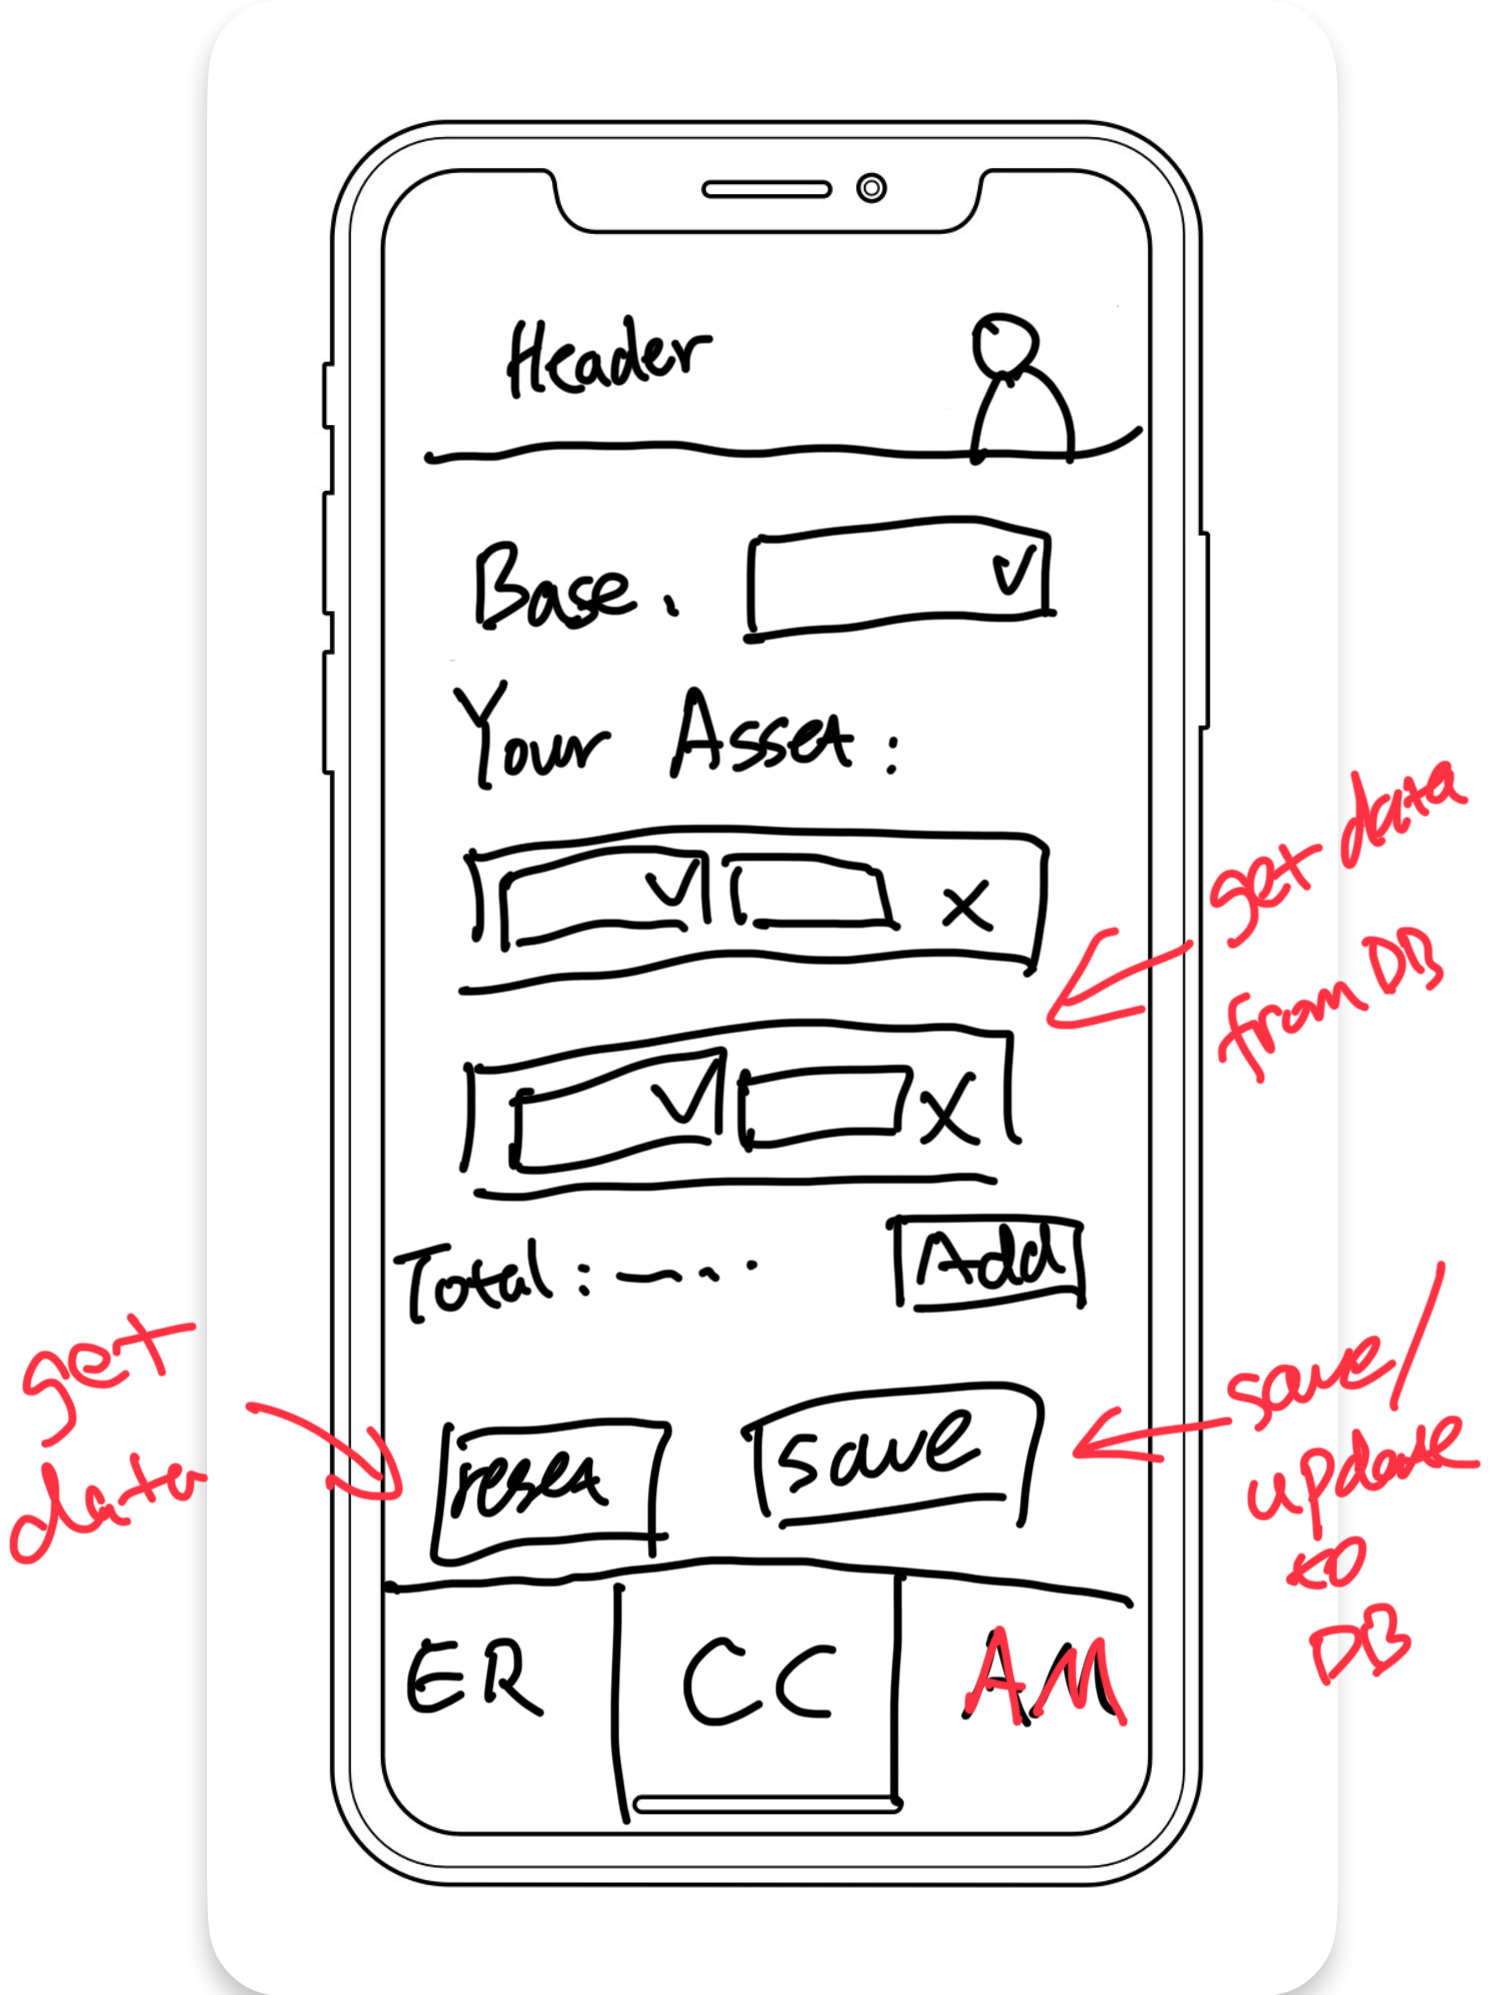 Header
Base:
Your Asset:
get data
from DB
Total:
Add
get
data
reset
save
save/
update
to
DB
ER
CC
AM